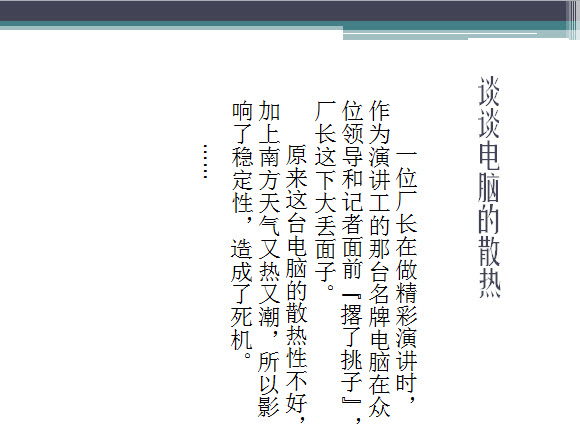 谈谈电脑的散热
一位厂长在做精彩演讲时，
作为演讲工的那台名牌电脑在众
位领导和记者面前『撂了挑子』，
厂长这下大丢面子。
原来这台电脑的散热性不好，
加上南方天气又热又潮，所以影
响了稳定性，造成了死机。
……